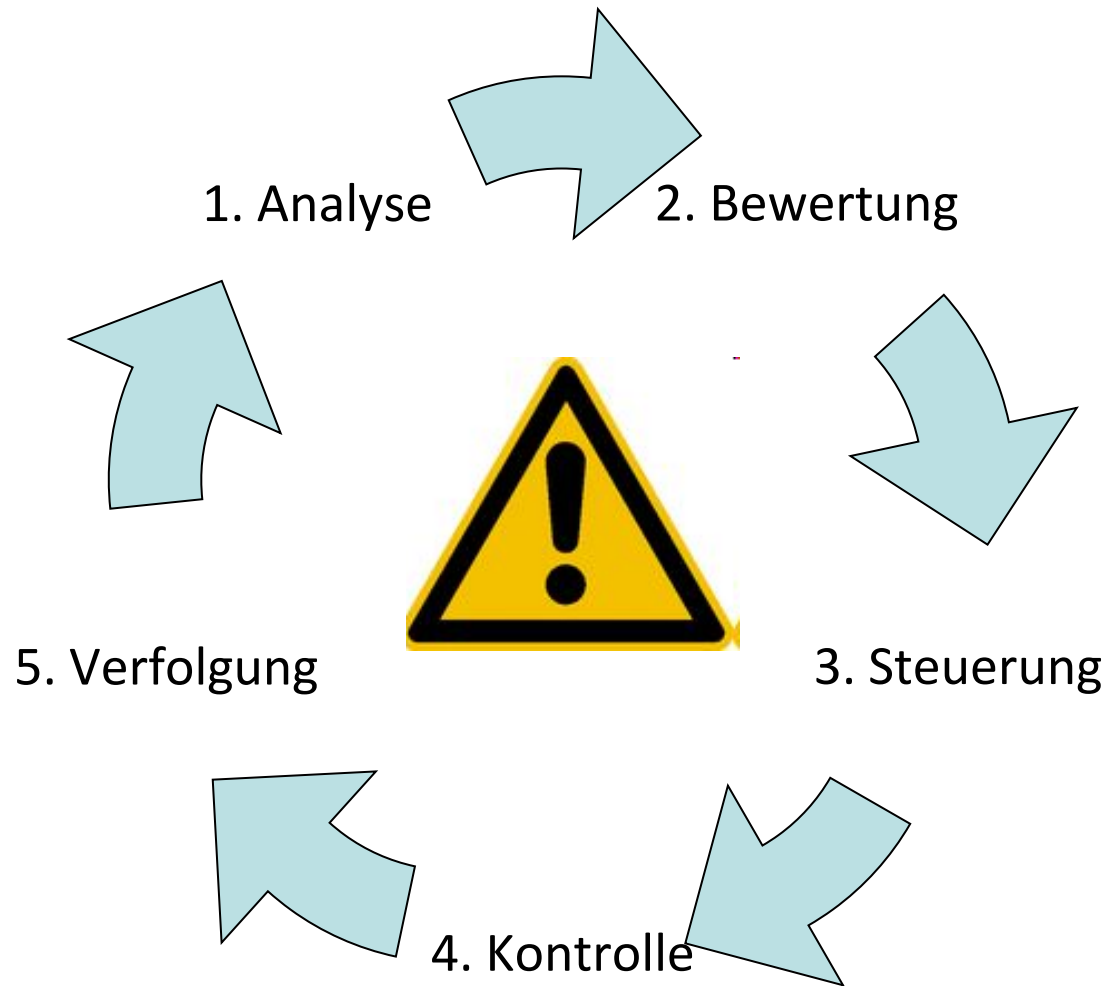 1. Analyse
2. Bewertung
3. Steuerung
4. Kontrolle
5. Verfolgung